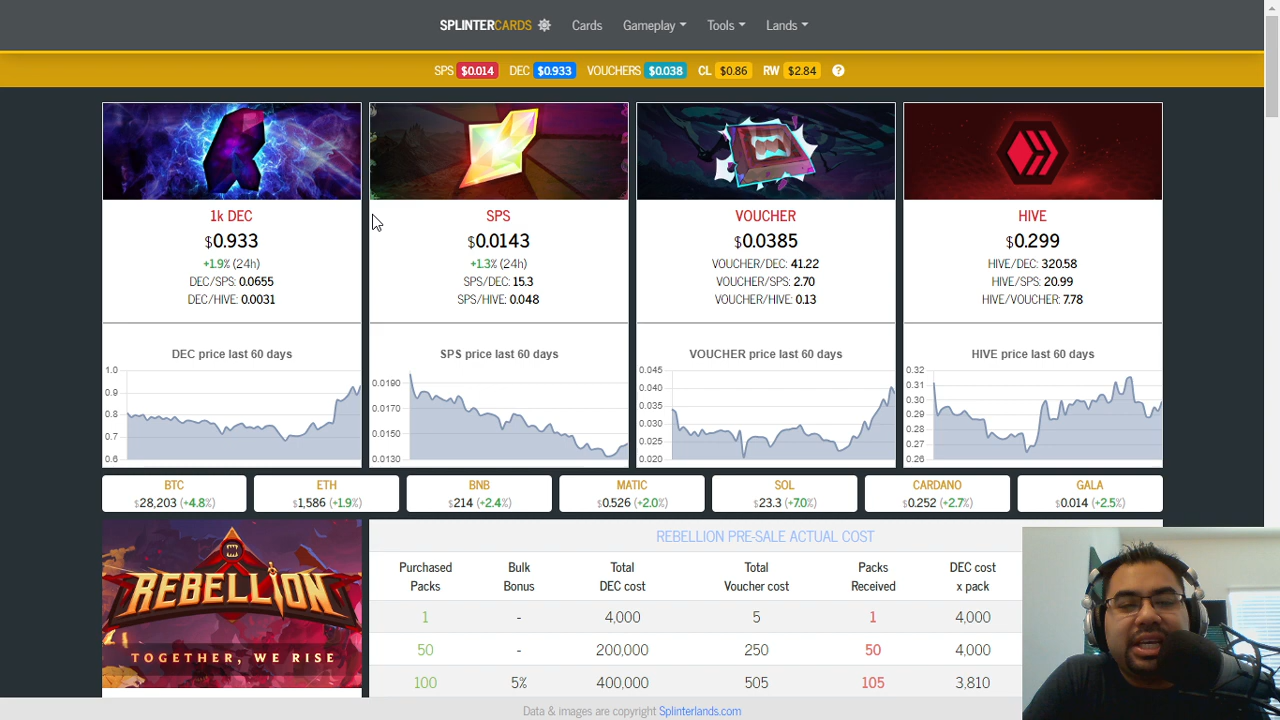 SPLINTERCARDS Cards Gameplay Tools Lands
SPS $0.014 DEC $0.933 VOUCHERS $0.038 CL $0.86 RW $2.84 ?
1k DEC
$0.933
+1.9% (24h)
DEC/SPS: 0.0655
DEC/HIVE: 0.0031
DEC price last 60 days
1.0
0.9
0.8
0.7
0.6
SPS
$0.0143
+1.3% (24h)
SPS/DEC: 15.3
SPS/HIVE: 0.048
SPS price last 60 days
0.0190
0.0170
0.0150
0.0130
VOUCHER
$0.0385
VOUCHER/DEC: 41.22
VOUCHER/SPS: 2.70
VOUCHER/HIVE: 0.13
VOUCHER price last 60 days
0.045
0.040
0.035
0.030
0.025
0.020
HIVE
$0.299
HIVE/DEC: 320.58
HIVE/SPS: 20.99
HIVE/VOUCHER: 7.78
HIVE price last 60 days
0.32
0.31
0.30
0.29
0.28
0.27
0.26
BTC
$28,203 (+4.8%)
ETH
$1,586 (+1.9%)
BNB
$214 (+2.4%)
MATIC
$0.526 (+2.0%)
SOL
$23.3 (+7.0%)
CARDANO
$0.252 (+2.7%)
GALA
$0.014 (+2.5%)
REBELLION
TOGETHER, WE RISE
REBELLION PRE-SALE ACTUAL COST
Purchased Bulk Total Total Packs DEC cost
Packs Bonus DEC cost Voucher cost Received x pack
1 - 4,000 5 1 4,000
50 - 200,000 250 50 4,000
100 5% 400,000 505 105 3,810
Data & images are copyright Splinterlands.com